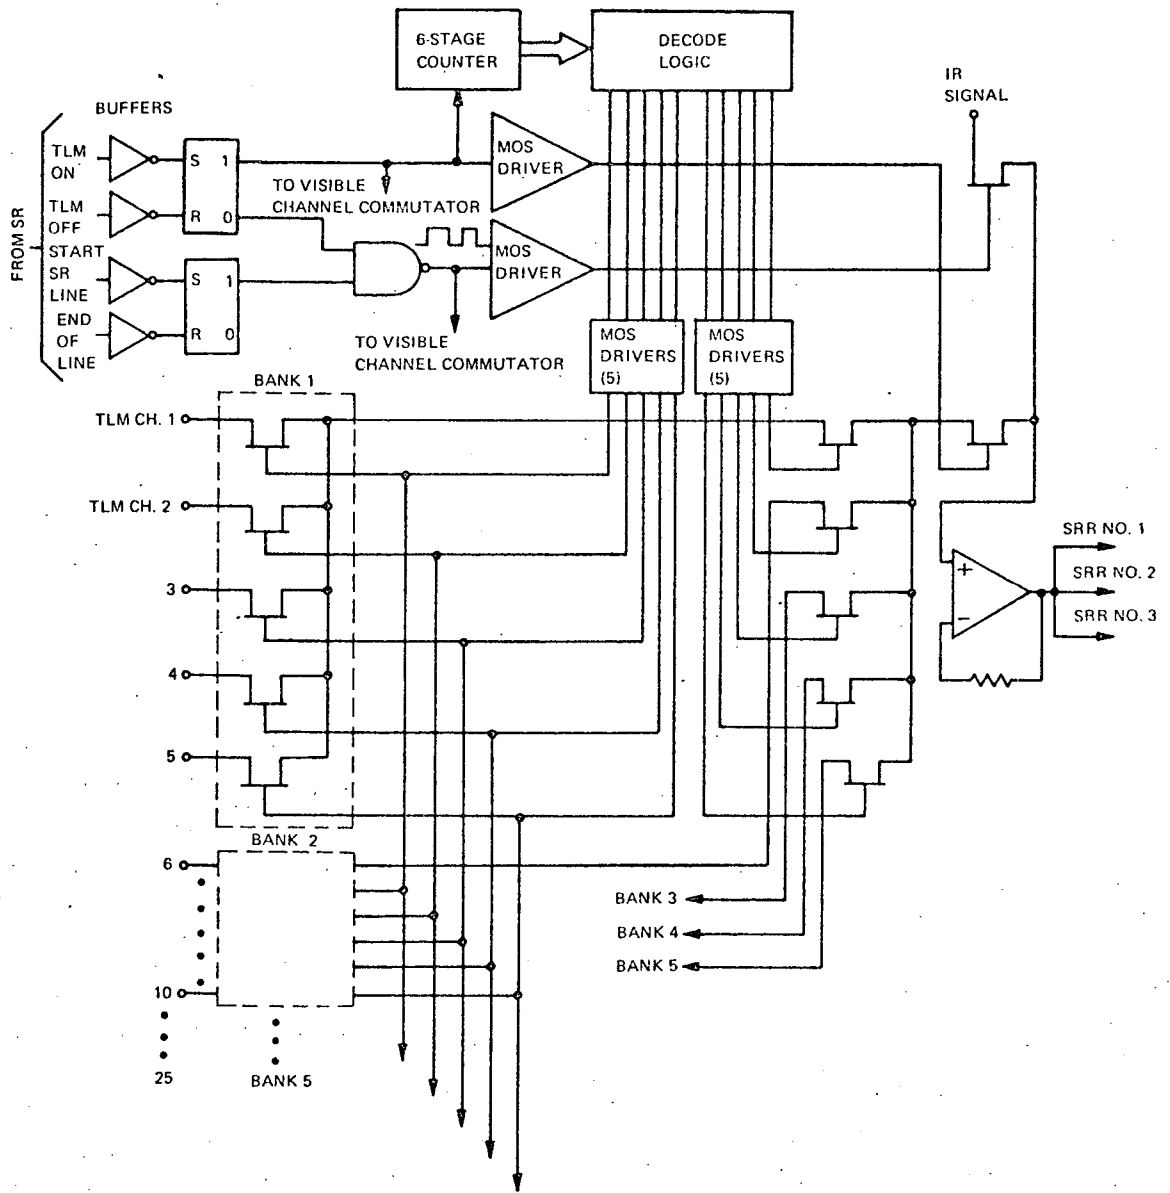 6-STAGE
COUNTER
DECODE
LOGIC
IR
SIGNAL
BUFFERS
FROM SR
TLM
ON
S 1
TO VISIBLE
CHANNEL COMMUTATOR
MOS
DRIVER
TLM
OFF
R 0
START
SR
LINE
S 1
MOS
DRIVER
END
OF
LINE
R 0
TO VISIBLE
CHANNEL COMMUTATOR
MOS
DRIVERS
(5)
MOS
DRIVERS
(5)
BANK 1
TLM CH. 1
TLM CH. 2
3
4
5
+
−
SRR NO. 1
SRR NO. 2
SRR NO. 3
BANK 2
6
10
25
BANK 5
BANK 3
BANK 4
BANK 5